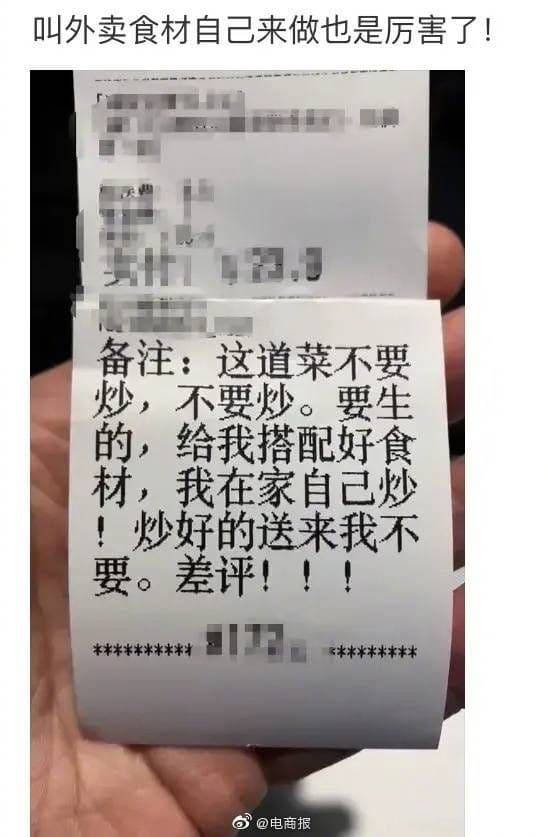 叫外卖食材自己来做也是厉害了!
备注：这道菜不要
炒，不要炒。要生
的，给我搭配好食
材，我在家自己炒
！炒好的送来我不
要。差评！！！
********** *********
@电商报